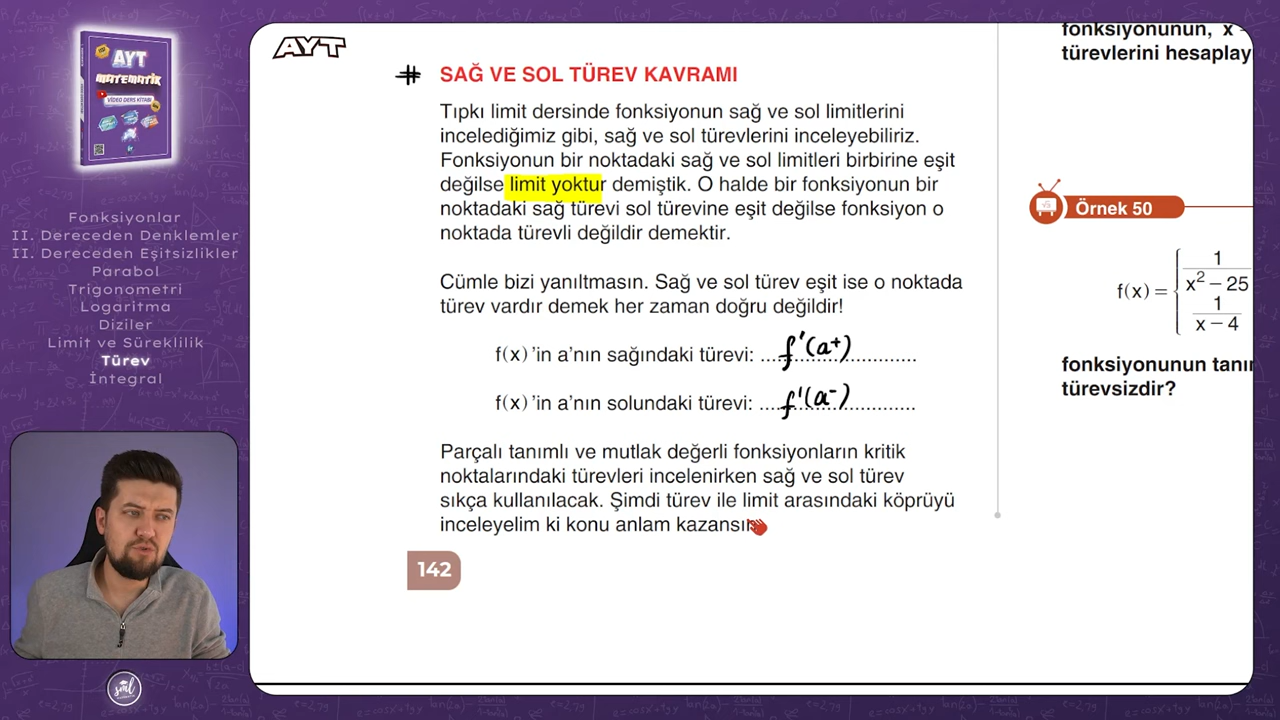 AYT
MATEMATİK
VİDEO DERS KİTABI
Fonksiyonlar
II. Dereceden Denklemler
II. Dereceden Eşitsizlikler
Parabol
Trigonometri
Logaritma
Diziler
Limit ve Süreklilik
Türev
İntegral
sml
AYT
# SAĞ VE SOL TÜREV KAVRAMI
Tıpkı limit dersinde fonksiyonun sağ ve sol limitlerini
incelediğimiz gibi, sağ ve sol türevlerini inceleyebiliriz.
Fonksiyonun bir noktadaki sağ ve sol limitleri birbirine eşit
değilse limit yoktur demiştik. O halde bir fonksiyonun bir
noktadaki sağ türevi sol türevine eşit değilse fonksiyon o
noktada türevli değildir demektir.
Cümle bizi yanıltmasın. Sağ ve sol türev eşit ise o noktada
türev vardır demek her zaman doğru değildir!
f(x)'in a'nın sağındaki türevi: f'(a+)
f(x)'in a'nın solundaki türevi: f'(a-)
Parçalı tanımlı ve mutlak değerli fonksiyonların kritik
noktalarındaki türevleri incelenirken sağ ve sol türev
sıkça kullanılacak. Şimdi türev ile limit arasındaki köprüyü
inceleyelim ki konu anlam kazansın
142
fonksiyonunun, x
türevlerini hesaplay
Örnek 50
1
f(x) = x² – 25
1
x – 4
fonksiyonunun tanım
türevsizdir?